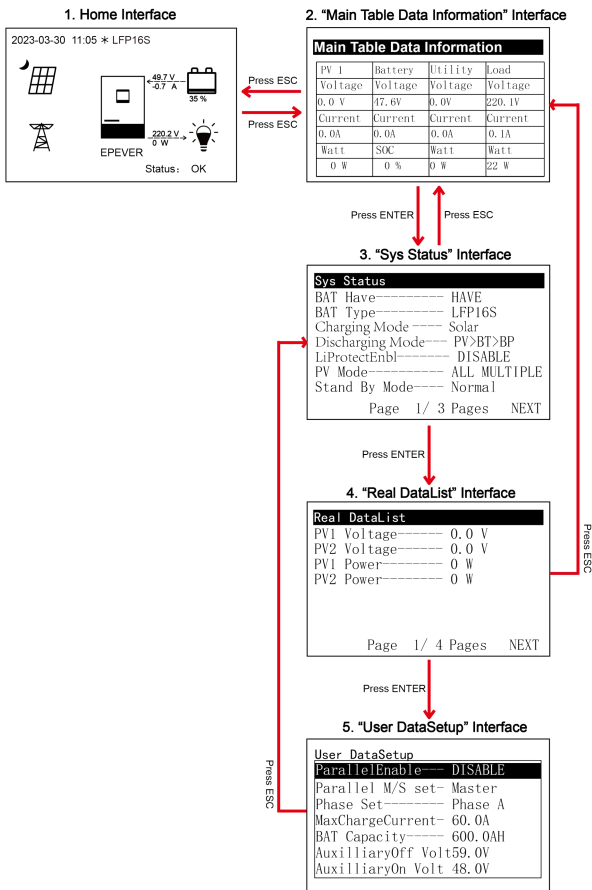 1. Home Interface
2023-03-30 11:05 ✳ LFP16S
49.7 V
-0.7 A
35 %
220.2 V
0 W
EPEVER
Status: OK
Press ESC
Press ESC
2. “Main Table Data Information” Interface
Main Table Data Information
PV 1 Battery Utility Load
Voltage Voltage Voltage Voltage
0.0 V 47.6V 0.0V 220.1V
Current Current Current Current
0.0A 0.0A 0.0A 0.1A
Watt SOC Watt Watt
0 W 0 % 0 W 22 W
Press ENTER
Press ESC
3. “Sys Status” Interface
Sys Status
BAT Have--------- HAVE
BAT Type--------- LFP16S
Charging Mode ---- Solar
Discharging Mode--- PV>BT>BP
LiProtectEnbl------- DISABLE
PV Mode---------- ALL MULTIPLE
Stand By Mode---- Normal
Page 1/ 3 Pages NEXT
Press ENTER
4. “Real DataList” Interface
Real DataList
PV1 Voltage------ 0.0 V
PV2 Voltage------ 0.0 V
PV1 Power-------- 0 W
PV2 Power-------- 0 W
Page 1/ 4 Pages NEXT
Press ESC
Press ENTER
5. “User DataSetup” Interface
User DataSetup
ParallelEnable--- DISABLE
Parallel M/S set- Master
Phase Set-------- Phase A
MaxChargeCurrent- 60.0A
BAT Capacity----- 600.0AH
AuxilliaryOff Volt59.0V
AuxilliaryOn Volt 48.0V
Press ESC